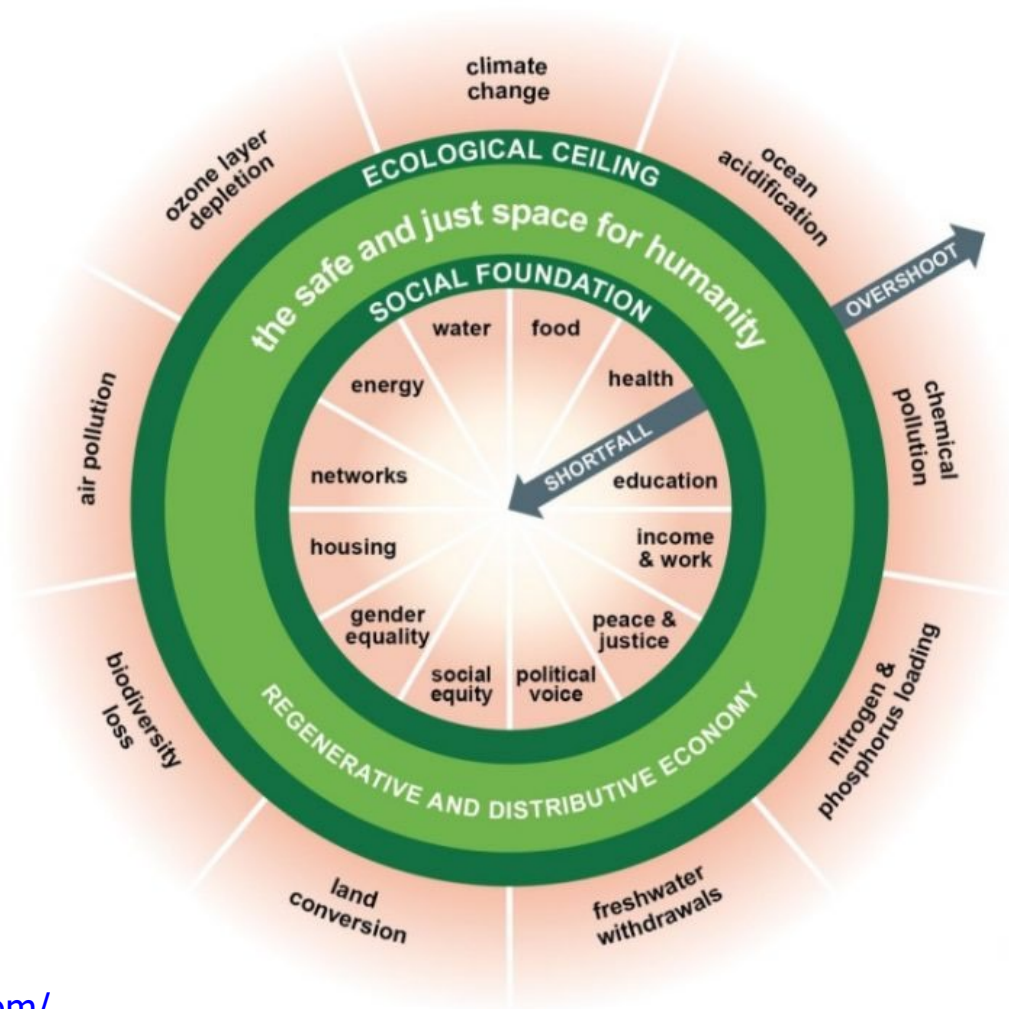 climate
change
ozone layer
depletion
ocean
acidification
ECOLOGICAL CEILING
the safe and just space for humanity
SOCIAL FOUNDATION
OVERSHOOT
water
food
energy
health
air pollution
chemical
pollution
SHORTFALL
networks
education
housing
income
& work
gender
equality
peace &
justice
social
equity
political
voice
biodiversity
loss
nitrogen &
phosphorus loading
REGENERATIVE AND DISTRIBUTIVE ECONOMY
land
conversion
freshwater
withdrawals
om/